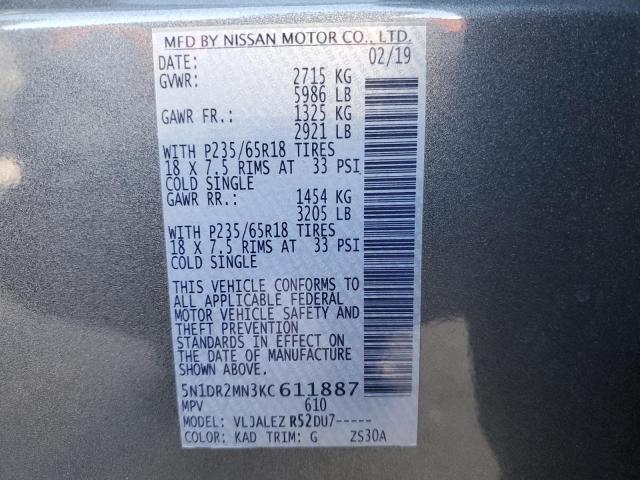 MFD BY NISSAN MOTOR CO., LTD.
DATE: 02/19
GVWR: 2715 KG
5986 LB
GAWR FR.: 1325 KG
2921 LB
WITH P235/65R18 TIRES
18 X 7.5 RIMS AT 33 PSI
COLD SINGLE
GAWR RR.: 1454 KG
3205 LB
WITH P235/65R18 TIRES
18 X 7.5 RIMS AT 33 PSI
COLD SINGLE
THIS VEHICLE CONFORMS TO
ALL APPLICABLE FEDERAL
MOTOR VEHICLE SAFETY AND
THEFT PREVENTION
STANDARDS IN EFFECT ON
THE DATE OF MANUFACTURE
SHOWN ABOVE.
5N1DR2MN3KC611887
MPV 610
MODEL: VLJALEZ R52DU7-----
COLOR: KAD TRIM: G ZS30A